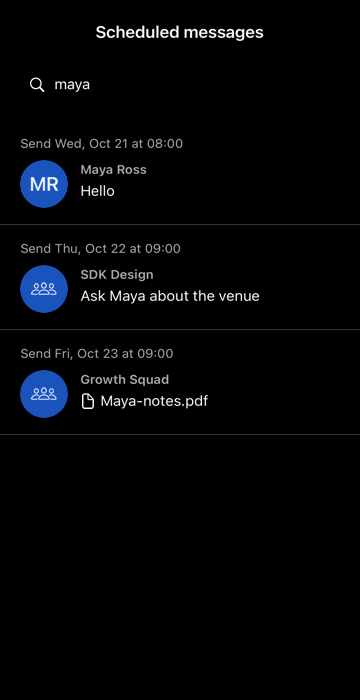 Scheduled messages
maya
Send Wed, Oct 21 at 08:00
MR
Maya Ross
Hello
Send Thu, Oct 22 at 09:00
SDK Design
Ask Maya about the venue
Send Fri, Oct 23 at 09:00
Growth Squad
Maya-notes.pdf